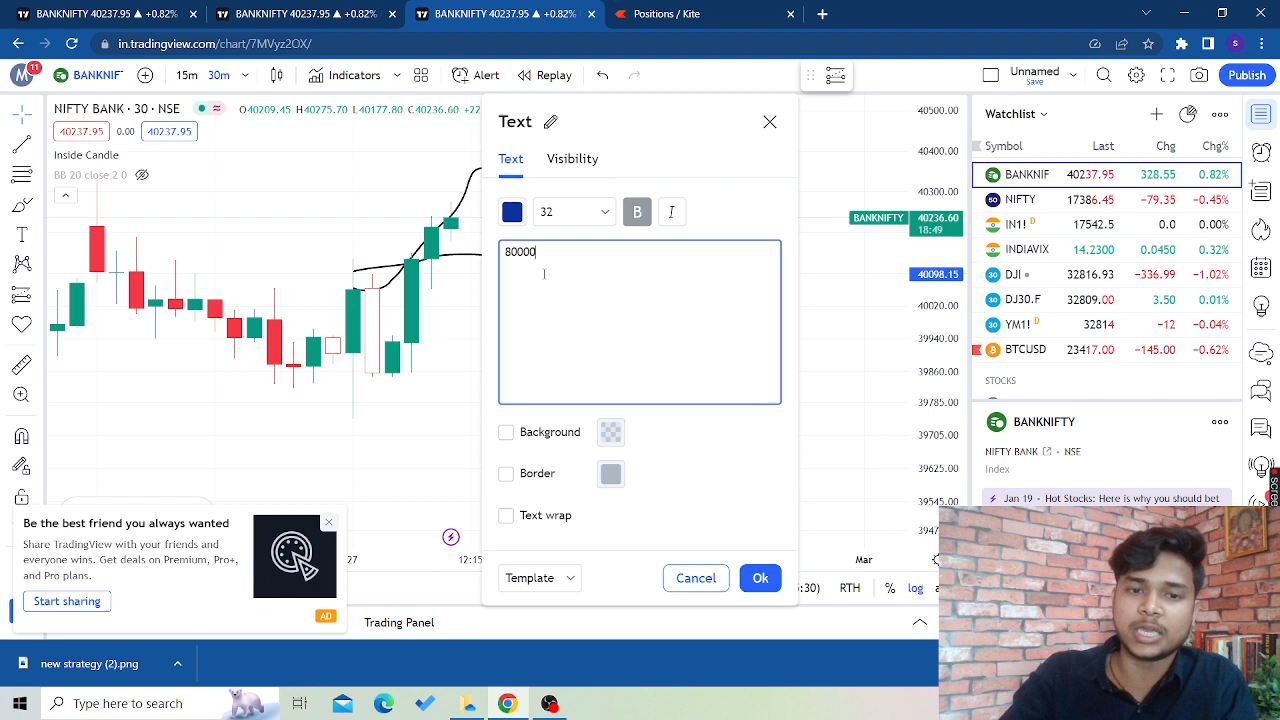 BANKNIFTY 40237.95 ▲ +0.82%
BANKNIFTY 40237.95 ▲ +0.82%
BANKNIFTY 40237.95 ▲ +0.82%
Positions / Kite
in.tradingview.com/chart/7MVyz2OX/
S
M
11
BANKNIF
15m
30m
Indicators
Alert
Replay
Unnamed
Save
Publish
NIFTY BANK · 30 · NSE
O40209.45 H40275.70 L40177.80 C40236.60 +22
40237.95
0.00
40237.95
Inside Candle
BB 20 close 2 0
Text
Text
Visibility
32
B
I
80000
Background
Border
Text wrap
Template
Cancel
Ok
40500.00
40400.00
40300.00
BANKNIFTY
40236.60
18:49
40098.15
40020.00
39940.00
39860.00
39785.00
39705.00
39625.00
39545.00
3947
27
12:15
Mar
:30)
RTH
%
log
a
Watchlist
Symbol
Last
Chg
Chg%
BANKNIF 40237.95 328.55 0.82%
50 NIFTY 17386.45 -79.35 -0.45%
IN1! D 17542.5 0.0 0.00%
INDIAVIX 14.2300 0.0450 0.32%
30 DJI 32816.93 -336.99 -1.02%
30 DJ30.F 32809.00 3.50 0.01%
30 YM1! D 32814 -12 -0.04%
BTCUSD 23417.00 -145.00 -0.62%
STOCKS
BANKNIFTY
NIFTY BANK · NSE
Index
Jan 19 · Hot Stocks: Here is why you should bet
Be the best friend you always wanted
Share TradingView with your friends and
everyone wins. Get deals on Premium, Pro+,
and Pro plans.
Start sharing
AD
Trading Panel
new strategy (2).png
Type here to search